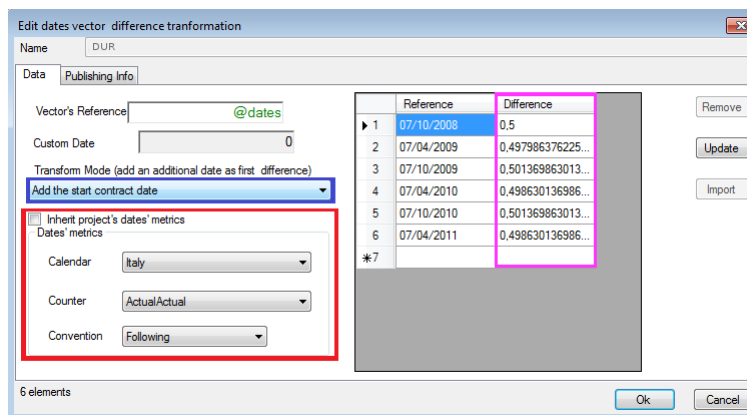 Edit dates vector difference tranformation
Name DUR
Data Publishing Info
Vector's Reference @dates
Custom Date 0
Transform Mode (add an additional date as first difference)
Add the start contract date
Inherit project's dates' metrics
Dates' metrics
Calendar Italy
Counter ActualActual
Convention Following
Reference Difference
1 07/10/2008 0,5
2 07/04/2009 0,497986376225...
3 07/10/2009 0,501369863013...
4 07/04/2010 0,498630136986...
5 07/10/2010 0,501369863013...
6 07/04/2011 0,498630136986...
*7
Remove
Update
Import
6 elements
Ok Cancel